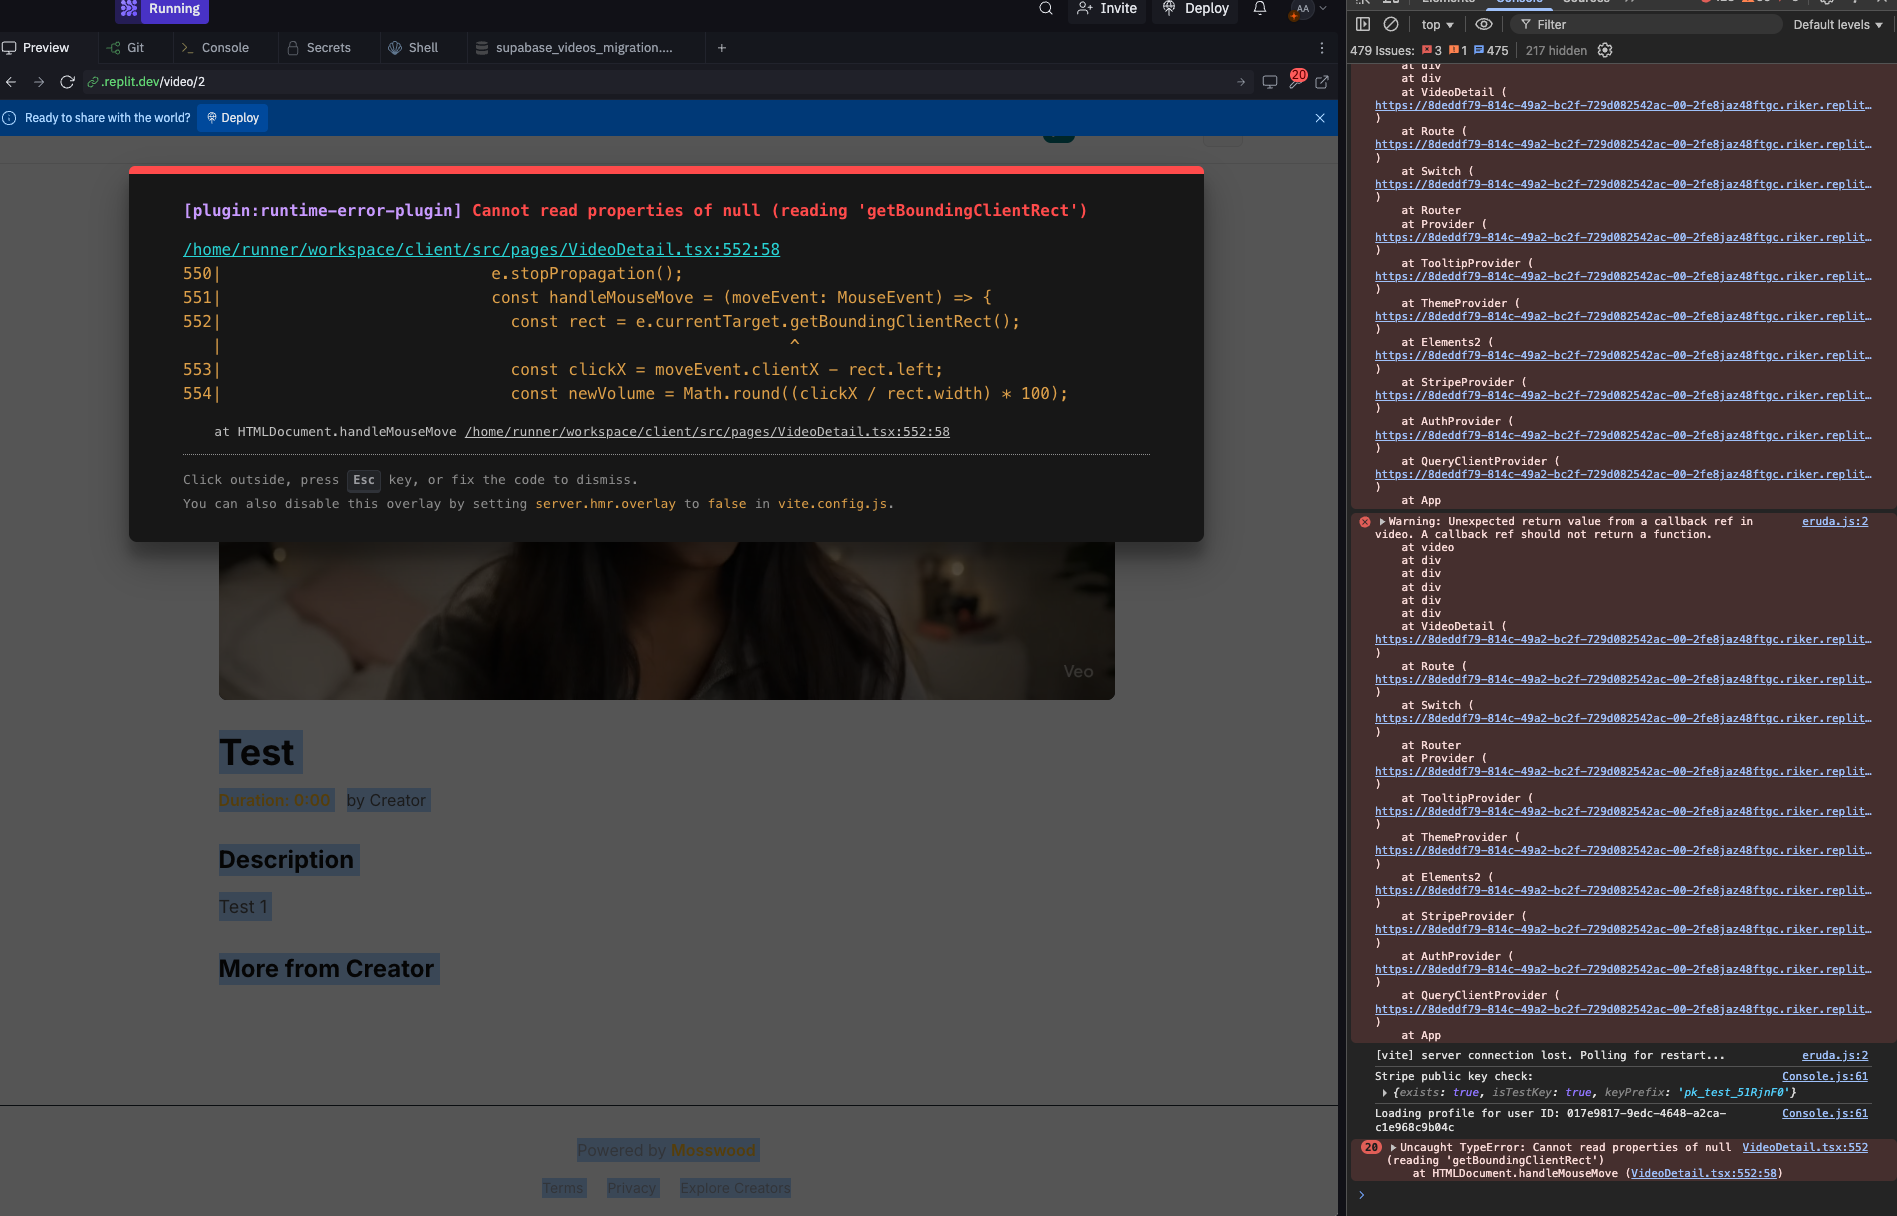 Running
Invite
Deploy
AA
Preview
Git
Console
Secrets
Shell
supabase_videos_migration....
.replit.dev/video/2
20
Ready to share with the world?
Deploy
[plugin:runtime-error-plugin] Cannot read properties of null (reading 'getBoundingClientRect')
/home/runner/workspace/client/src/pages/VideoDetail.tsx:552:58
550| e.stopPropagation();
551| const handleMouseMove = (moveEvent: MouseEvent) => {
552| const rect = e.currentTarget.getBoundingClientRect();
| ^
553| const clickX = moveEvent.clientX - rect.left;
554| const newVolume = Math.round((clickX / rect.width) * 100);
at HTMLDocument.handleMouseMove /home/runner/workspace/client/src/pages/VideoDetail.tsx:552:58
Click outside, press Esc key, or fix the code to dismiss.
You can also disable this overlay by setting server.hmr.overlay to false in vite.config.js.
Veo
Test
Duration: 0:00 by Creator
Description
Test 1
More from Creator
Powered by Mosswood
Terms Privacy Explore Creators
top
Filter
Default levels
479 Issues: 3 1 475
217 hidden
at div
at div
at VideoDetail (
https://8deddf79-814c-49a2-bc2f-729d082542ac-00-2fe8jaz48ftgc.riker.replit…
)
at Route (
https://8deddf79-814c-49a2-bc2f-729d082542ac-00-2fe8jaz48ftgc.riker.replit…
)
at Switch (
https://8deddf79-814c-49a2-bc2f-729d082542ac-00-2fe8jaz48ftgc.riker.replit…
)
at Router
at Provider (
https://8deddf79-814c-49a2-bc2f-729d082542ac-00-2fe8jaz48ftgc.riker.replit…
)
at TooltipProvider (
https://8deddf79-814c-49a2-bc2f-729d082542ac-00-2fe8jaz48ftgc.riker.replit…
)
at ThemeProvider (
https://8deddf79-814c-49a2-bc2f-729d082542ac-00-2fe8jaz48ftgc.riker.replit…
)
at Elements2 (
https://8deddf79-814c-49a2-bc2f-729d082542ac-00-2fe8jaz48ftgc.riker.replit…
)
at StripeProvider (
https://8deddf79-814c-49a2-bc2f-729d082542ac-00-2fe8jaz48ftgc.riker.replit…
)
at AuthProvider (
https://8deddf79-814c-49a2-bc2f-729d082542ac-00-2fe8jaz48ftgc.riker.replit…
)
at QueryClientProvider (
https://8deddf79-814c-49a2-bc2f-729d082542ac-00-2fe8jaz48ftgc.riker.replit…
)
at App
Warning: Unexpected return value from a callback ref in eruda.js:2
video. A callback ref should not return a function.
at video
at div
at div
at div
at div
at div
at VideoDetail (
https://8deddf79-814c-49a2-bc2f-729d082542ac-00-2fe8jaz48ftgc.riker.replit…
)
at Route (
https://8deddf79-814c-49a2-bc2f-729d082542ac-00-2fe8jaz48ftgc.riker.replit…
)
at Switch (
https://8deddf79-814c-49a2-bc2f-729d082542ac-00-2fe8jaz48ftgc.riker.replit…
)
at Router
at Provider (
https://8deddf79-814c-49a2-bc2f-729d082542ac-00-2fe8jaz48ftgc.riker.replit…
)
at TooltipProvider (
https://8deddf79-814c-49a2-bc2f-729d082542ac-00-2fe8jaz48ftgc.riker.replit…
)
at ThemeProvider (
https://8deddf79-814c-49a2-bc2f-729d082542ac-00-2fe8jaz48ftgc.riker.replit…
)
at Elements2 (
https://8deddf79-814c-49a2-bc2f-729d082542ac-00-2fe8jaz48ftgc.riker.replit…
)
at StripeProvider (
https://8deddf79-814c-49a2-bc2f-729d082542ac-00-2fe8jaz48ftgc.riker.replit…
)
at AuthProvider (
https://8deddf79-814c-49a2-bc2f-729d082542ac-00-2fe8jaz48ftgc.riker.replit…
)
at QueryClientProvider (
https://8deddf79-814c-49a2-bc2f-729d082542ac-00-2fe8jaz48ftgc.riker.replit…
)
at App
[vite] server connection lost. Polling for restart... eruda.js:2
Stripe public key check: Console.js:61
{exists: true, isTestKey: true, keyPrefix: 'pk_test_51RjnF0'}
Loading profile for user ID: 017e9817-9edc-4648-a2ca- Console.js:61
c1e968c9b04c
20 Uncaught TypeError: Cannot read properties of null VideoDetail.tsx:552
(reading 'getBoundingClientRect')
at HTMLDocument.handleMouseMove (VideoDetail.tsx:552:58)